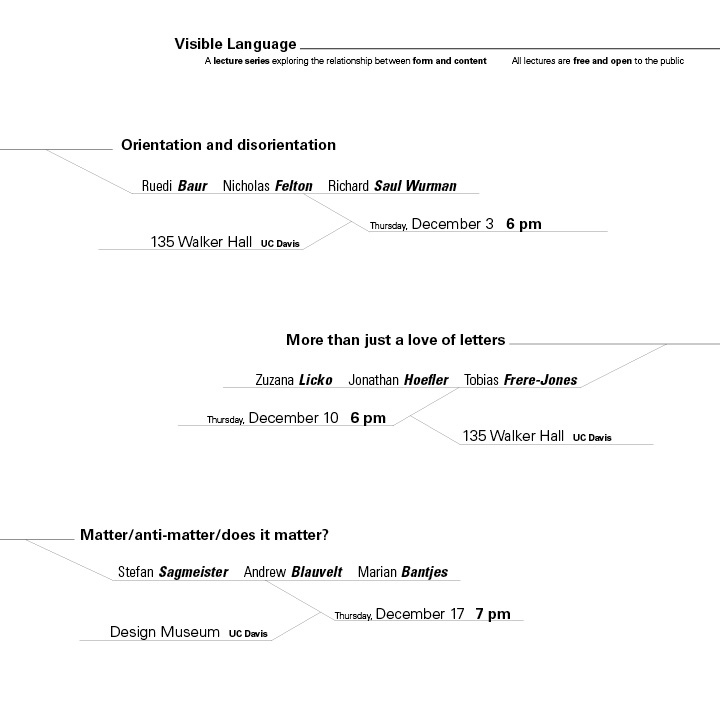 Visible Language
A lecture series exploring the relationship between form and content All lectures are free and open to the public
Orientation and disorientation
Ruedi Baur Nicholas Felton Richard Saul Wurman
Thursday, December 3 6 pm
135 Walker Hall UC Davis
More than just a love of letters
Zuzana Licko Jonathan Hoefler Tobias Frere-Jones
Thursday, December 10 6 pm
135 Walker Hall UC Davis
Matter/anti-matter/does it matter?
Stefan Sagmeister Andrew Blauvelt Marian Bantjes
Thursday, December 17 7 pm
Design Museum UC Davis